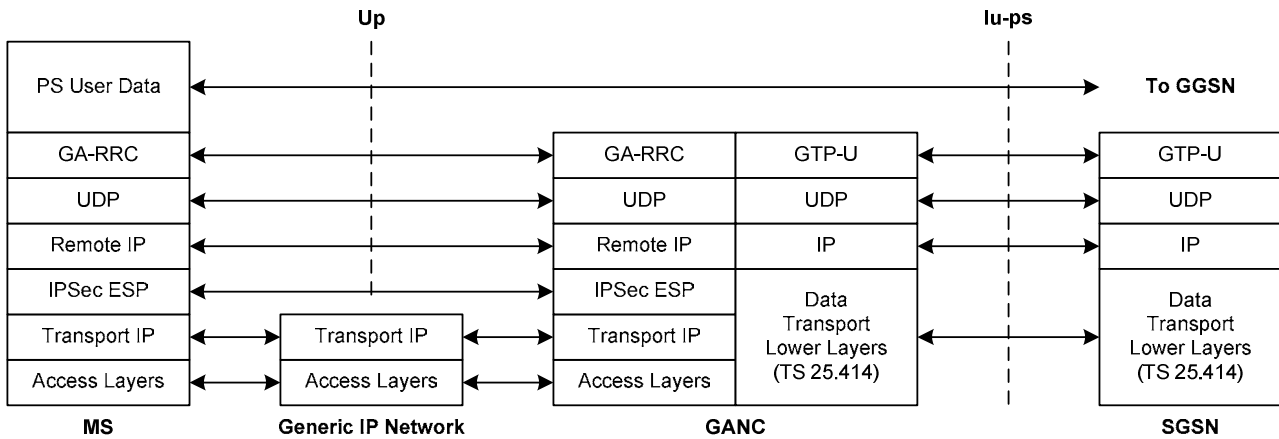 Up
Iu-ps
PS User Data
To GGSN
GA-RRC
GA-RRC
GTP-U
GTP-U
UDP
UDP
UDP
UDP
Remote IP
Remote IP
IP
IP
IPSec ESP
IPSec ESP
Transport IP
Transport IP
Transport IP
Access Layers
Access Layers
Access Layers
Data
Transport
Lower Layers
(TS 25.414)
Data
Transport
Lower Layers
(TS 25.414)
MS
Generic IP Network
GANC
SGSN